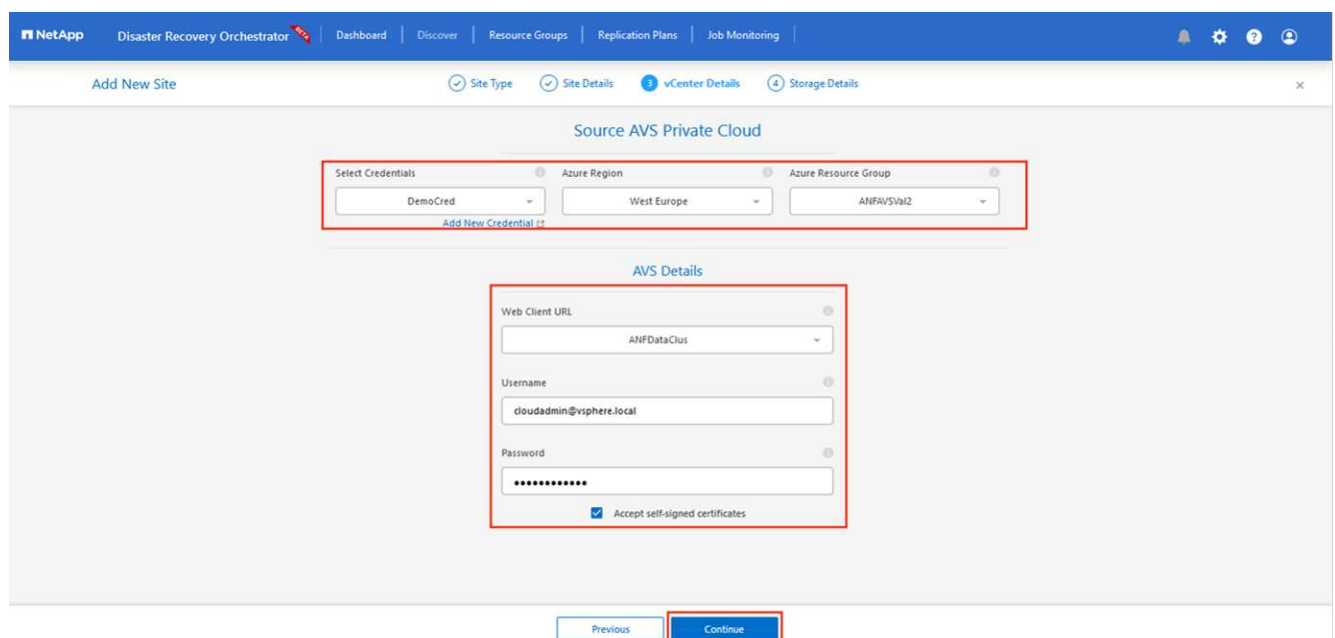 NetApp Disaster Recovery Orchestrator BETA Dashboard Discover Resource Groups Replication Plans Job Monitoring
Add New Site Site Type Site Details 3 vCenter Details 4 Storage Details
Source AVS Private Cloud
Select Credentials Azure Region Azure Resource Group
DemoCred West Europe ANFAVSVal2
Add New Credential
AVS Details
Web Client URL
ANFDataClus
Username
cloudadmin@vsphere.local
Password
••••••••••••
Accept self-signed certificates
Previous Continue